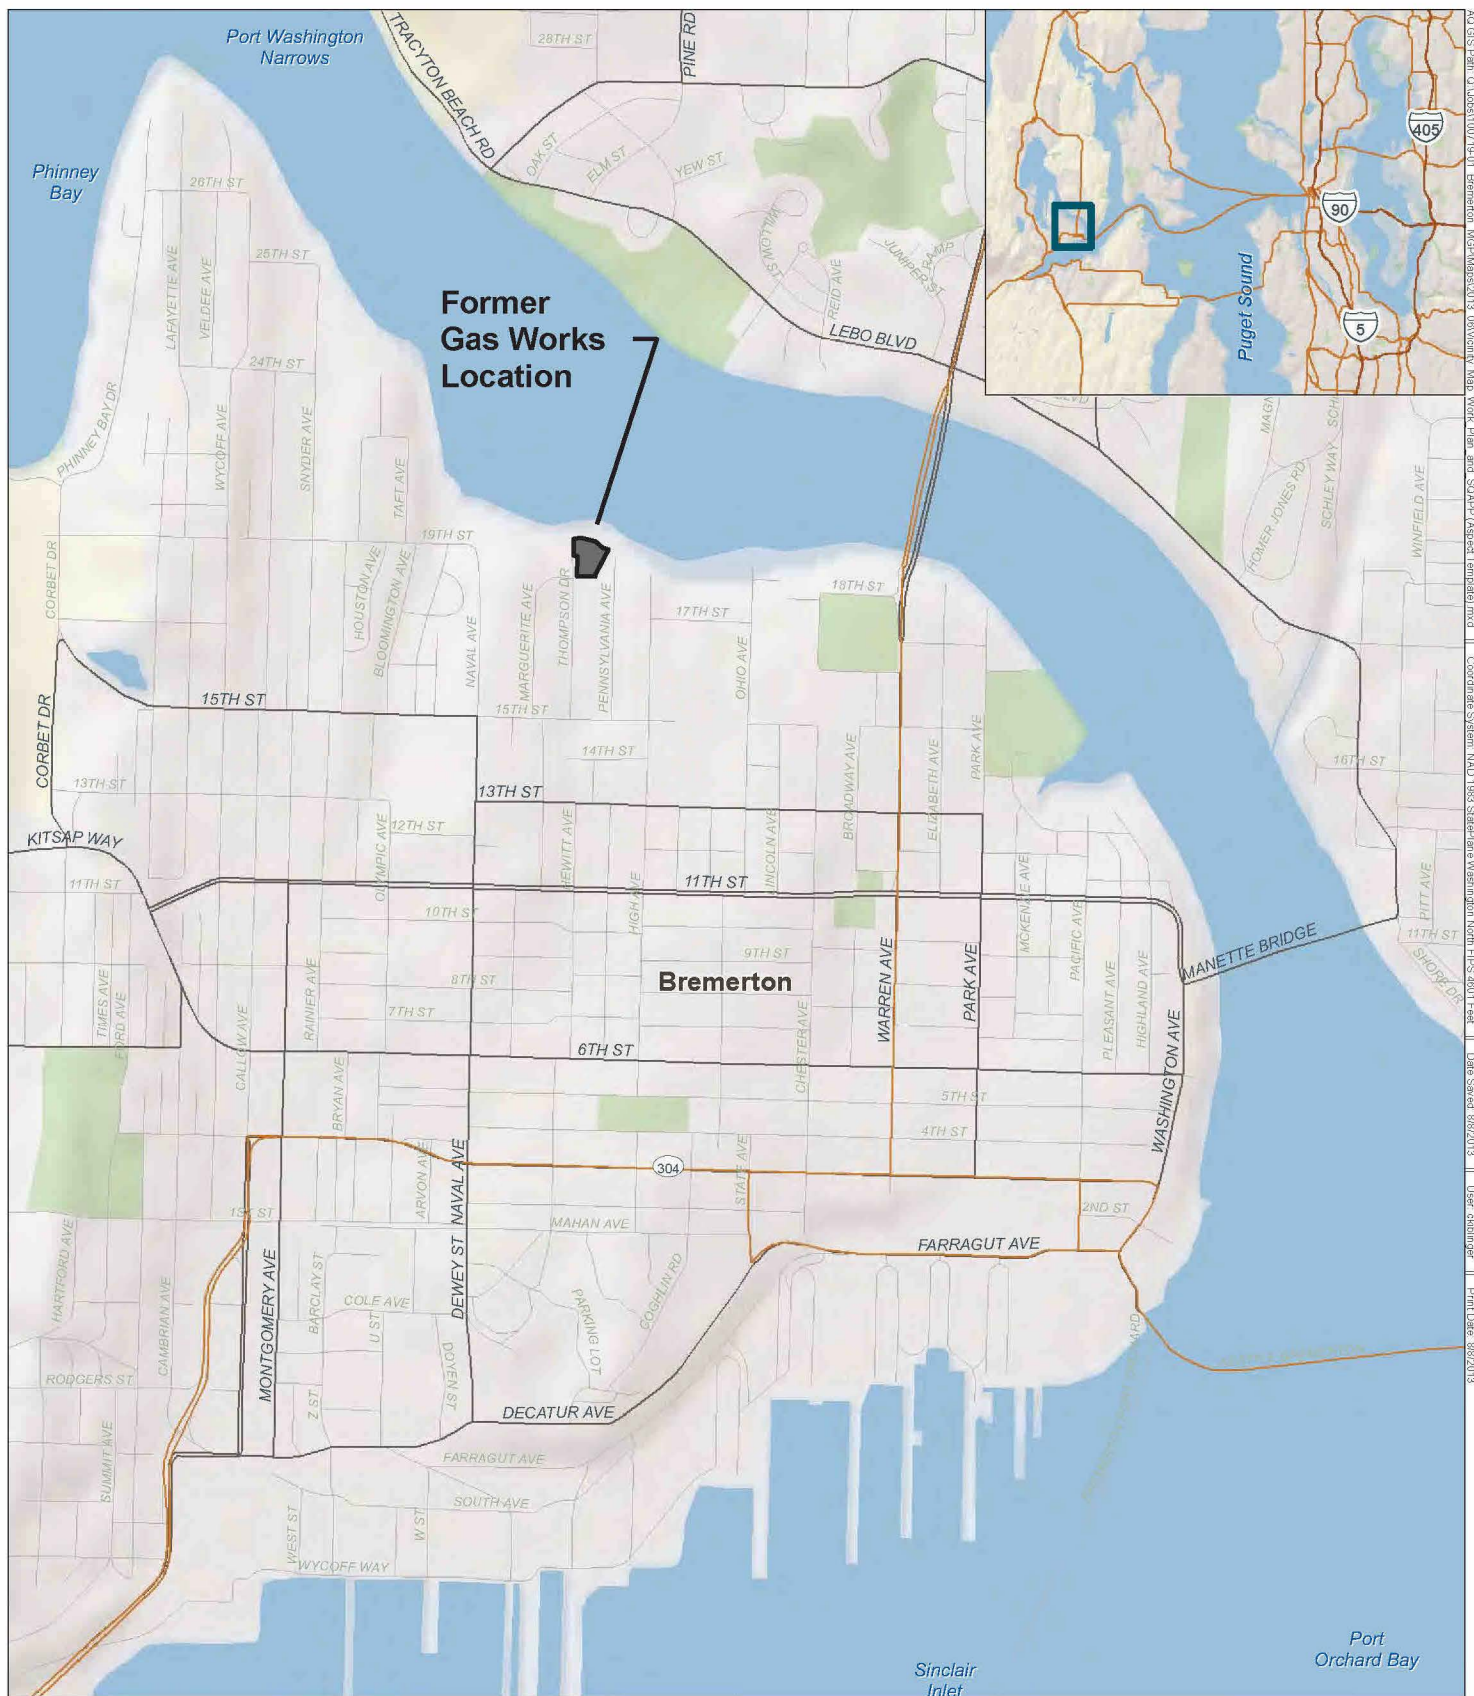 Port Washington
Narrows
TRACYTON BEACH RD
28TH ST
PINE RD
405
Phinney
Bay
26TH ST
OAK ST
ELM ST
YEW ST
90
WILLOW ST
JUNIPER ST
RAMP
25TH ST
LAFAYETTE AVE
VELDEE AVE
REID AVE
Puget Sound
5
Former
Gas Works
Location
LEBO BLVD
24TH ST
PHINNEY BAY DR
WYCOFF AVE
SNYDER AVE
TAFT AVE
HOMER JONES RD
SCHLEY WAY
WINFIELD AVE
19TH ST
CORBET DR
HOUSTON AVE
BLOOMINGTON AVE
NAVAL AVE
MARGUERITE AVE
THOMPSON DR
PENNSYLVANIA AVE
17TH ST
18TH ST
OHIO AVE
15TH ST
15TH ST
CORBET DR
14TH ST
BROADWAY AVE
ELIZABETH AVE
PARK AVE
16TH ST
13TH ST
13TH ST
KITSAP WAY
12TH ST
OLYMPIC AVE
HEWITT AVE
LINCOLN AVE
11TH ST
11TH ST
10TH ST
HIGH AVE
MCKENZIE AVE
PACIFIC AVE
PITT AVE
11TH ST
SHORE DR
MANETTE BRIDGE
9TH ST
8TH ST
Bremerton
WARREN AVE
PARK AVE
PLEASANT AVE
HIGHLAND AVE
TIMES AVE
FORD AVE
CALLOW AVE
RAINIER AVE
7TH ST
6TH ST
CHESTER AVE
WASHINGTON AVE
BRYAN AVE
5TH ST
4TH ST
304
ARVON AVE
NAVAL AVE
STATE AVE
1ST ST
2ND ST
MAHAN AVE
FARRAGUT AVE
HARTFORD AVE
CAMBRIAN AVE
MONTGOMERY AVE
BARCLAY ST
DEWEY ST
COLE AVE
U ST
PARKING LOT
COGHLIN RD
DOYEN ST
RODGERS ST
Z ST
DECATUR AVE
SUMMIT AVE
FARRAGUT AVE
SOUTH AVE
WEST ST
W ST
WYCOFF WAY
Port
Orchard Bay
Sinclair
Inlet